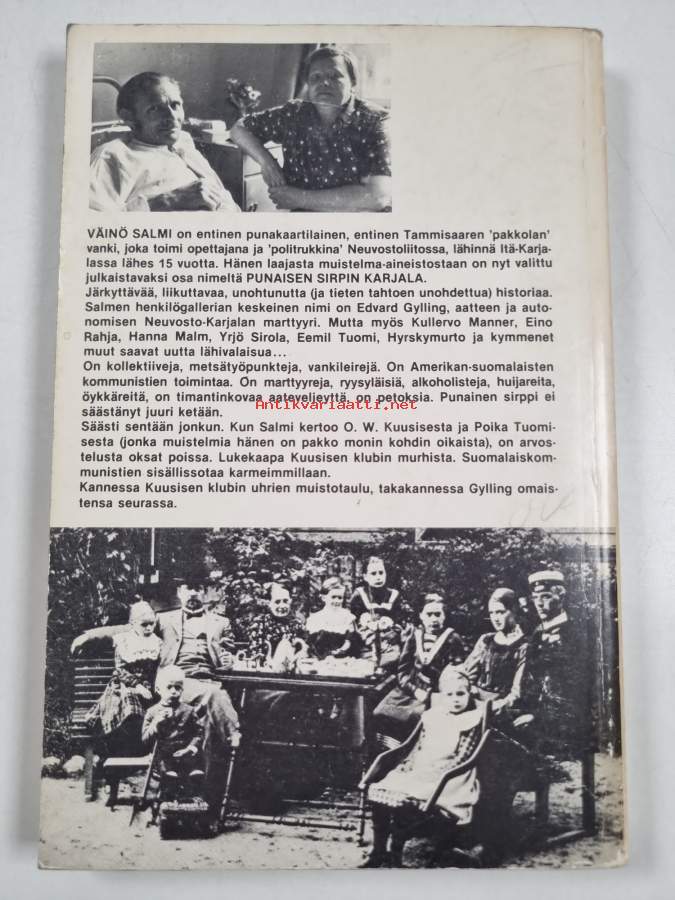 VÄINÖ SALMI on entinen punakaartilainen, entinen Tammisaaren 'pakkolan'
vanki, joka toimi opettajana ja 'politrukkina' Neuvostoliitossa, lähinnä Itä-Karja-
lassa lähes 15 vuotta. Hänen laajasta muistelma-aineistostaan on nyt valittu
julkaistavaksi osa nimeltä PUNAISEN SIRPIN KARJALA.
Järkyttävää, liikuttavaa, unohtunutta (ja tieten tahtoen unohdettua) historiaa.
Salmen henkilögallerian keskeinen nimi on Edvard Gylling, aatteen ja auto-
nomisen Neuvosto-Karjalan marttyyri. Mutta myös Kullervo Manner, Eino
Rahja, Hanna Malm, Yrjö Sirola, Eemil Tuomi, Hyrskymurto ja kymmenet
muut saavat uutta lähivalaisua...
On kollektiiveja, metsätyöpunkteja, vankileirejä. On Amerikan-suomalaisten
kommunistien toimintaa. On marttyyreja, ryysyläisiä, alkoholisteja, huijareita,
öykkäreitä, on timantinkovaa aateveljeyttä, on petoksia. Punainen sirppi ei
Antikvariaatti.net
säästänyt juuri ketään.
Säästi sentään jonkun. Kun Salmi kertoo O. W. Kuusisesta ja Poika Tuomi-
sesta (jonka muistelmia hänen on pakko monin kohdin oikaista), on arvos-
telusta oksat poissa. Lukekaapa Kuusisen klubin murhista. Suomalaiskom-
munistien sisällissotaa karmeimmillaan.
Kannessa Kuusisen klubin uhrien muistotaulu, takakannessa Gylling omais-
tensa seurassa.